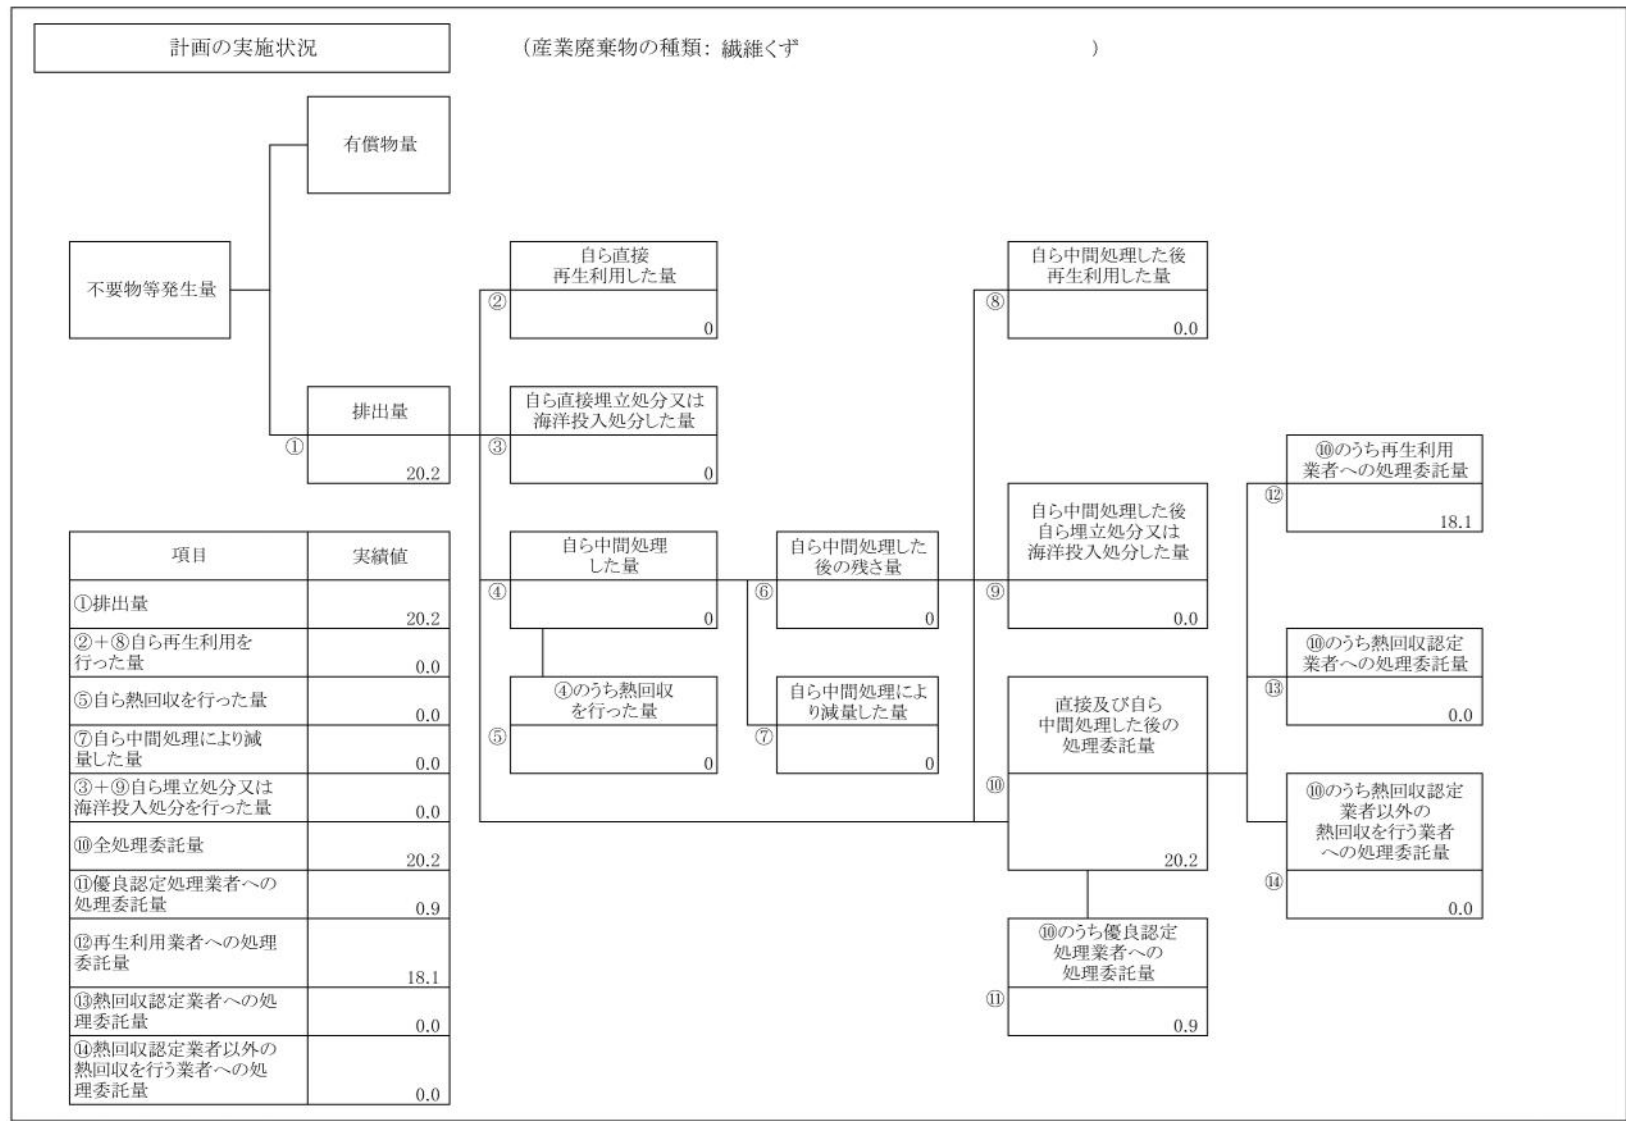 計画の実施状況
（産業廃棄物の種類：繊維くず　）
有償物量
不要物等発生量
自ら直接
再生利用した量
②
0
自ら中間処理した後
再生利用した量
⑧
0.0
排出量
①
20.2
自ら直接埋立処分又は
海洋投入処分した量
③
0
⑩のうち再生利用
業者への処理委託量
⑫
18.1
自ら中間処理した後
自ら埋立処分又は
海洋投入処分した量
⑨
0.0
自ら中間処理
した量
④
0
自ら中間処理した
後の残さ量
⑥
0
⑩のうち熱回収認定
業者への処理委託量
⑬
0.0
④のうち熱回収
を行った量
⑤
0
自ら中間処理によ
り減量した量
⑦
0
直接及び自ら
中間処理した後の
処理委託量
⑩
20.2
⑩のうち熱回収認定
業者以外の
熱回収を行う業者
への処理委託量
⑭
0.0
⑩のうち優良認定
処理業者への
処理委託量
⑪
0.9
項目 実績値
①排出量
20.2
②＋⑧自ら再生利用を
行った量
0.0
⑤自ら熱回収を行った量
0.0
⑦自ら中間処理により減
量した量
0.0
③＋⑨自ら埋立処分又は
海洋投入処分を行った量
0.0
⑩全処理委託量
20.2
⑪優良認定処理業者への
処理委託量
0.9
⑫再生利用業者への処理
委託量
18.1
⑬熱回収認定業者への処
理委託量
0.0
⑭熱回収認定業者以外の
熱回収を行う業者への処
理委託量
0.0